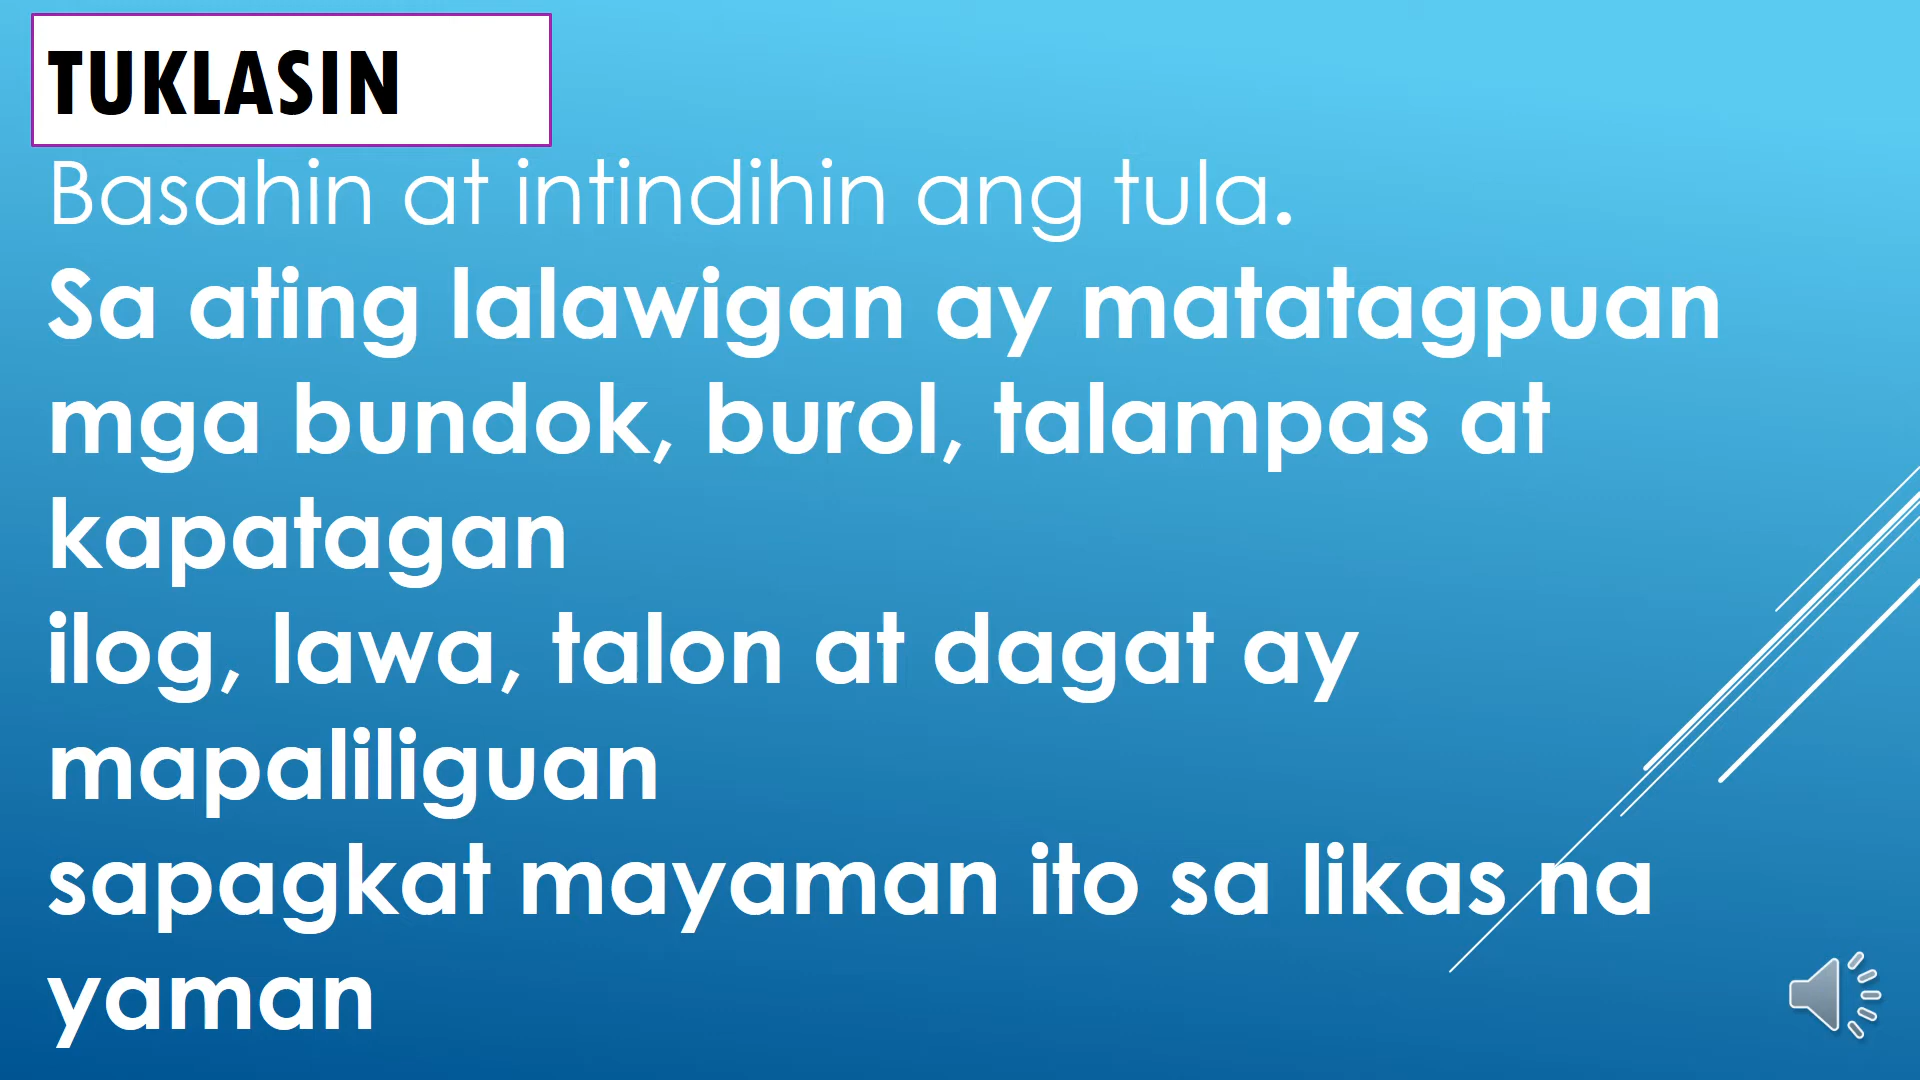 TUKLASIN
Basahin at intindihin ang tula.
Sa ating lalawigan ay matatagpuan
mga bundok, burol, talampas at
kapatagan
ilog, lawa, talon at dagat ay
mapaliliguan
sapagkat mayaman ito sa likas na
yaman